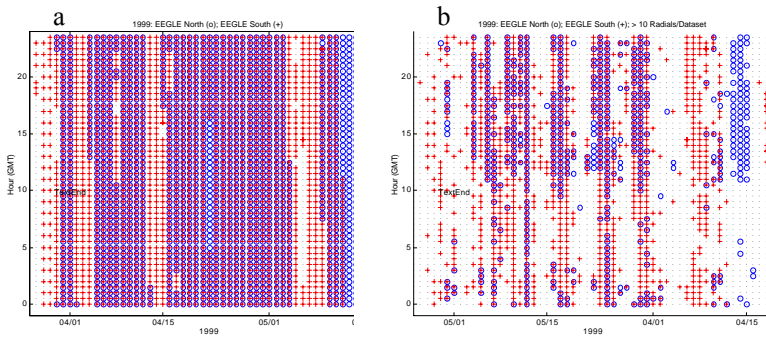 a
1999: EEGLE North (o); EEGLE South (+)
20
15
10
5
0
Hour (GMT)
TextEnd
04/01
04/15
05/01
0
1999
b
1999: EEGLE North (o); EEGLE South (+); > 10 Radials/Dataset
20
15
10
5
0
Hour (GMT)
TextEnd
05/01
05/15
04/01
04/15
1999